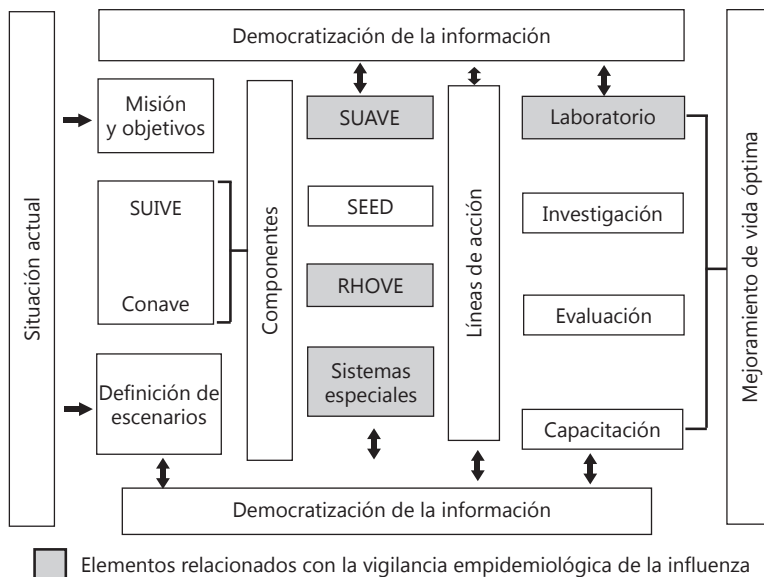 Democratización de la información
Situación actual
Misión
y objetivos
SUIVE
Conave
Definición de
escenarios
Componentes
SUAVE
SEED
RHOVE
Sistemas
especiales
Líneas de acción
Laboratorio
Investigación
Evaluación
Capacitación
Mejoramiento de vida óptima
Democratización de la información
Elementos relacionados con la vigilancia empidemiológica de la influenza